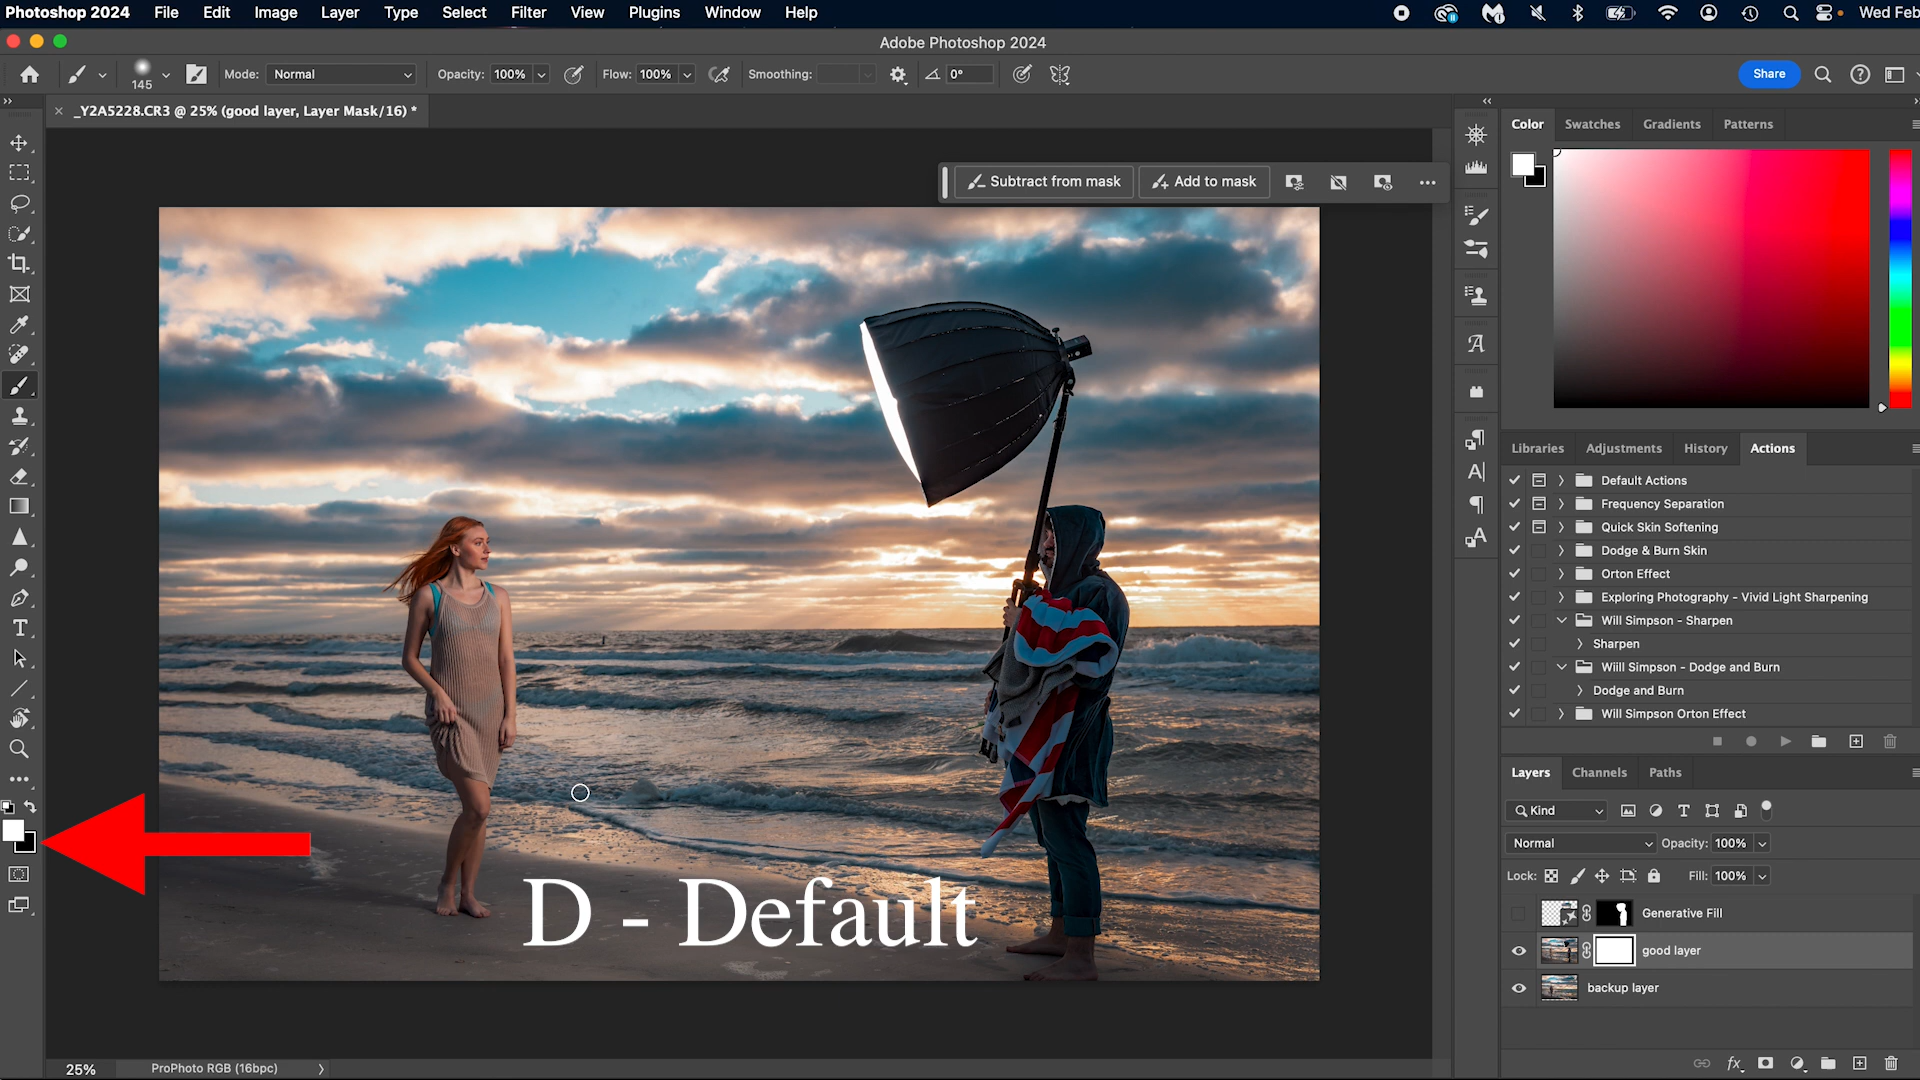 Photoshop 2024 File Edit Image Layer Type Select Filter View Plugins Window Help Wed Feb
Adobe Photoshop 2024
145 Mode: Normal Opacity: 100% Flow: 100% Smoothing: 0° Share
_Y2A5228.CR3 @ 25% (good layer, Layer Mask/16) *
Color Swatches Gradients Patterns
Subtract from mask Add to mask
Libraries Adjustments History Actions
Default Actions
Frequency Separation
Quick Skin Softening
Dodge & Burn Skin
Orton Effect
Exploring Photography - Vivid Light Sharpening
Will Simpson - Sharpen
Sharpen
Wiill Simpson - Dodge and Burn
Dodge and Burn
Will Simpson Orton Effect
Layers Channels Paths
Kind
Normal Opacity: 100%
Lock: Fill: 100%
D - Default
Generative Fill
good layer
backup layer
25% ProPhoto RGB (16bpc)